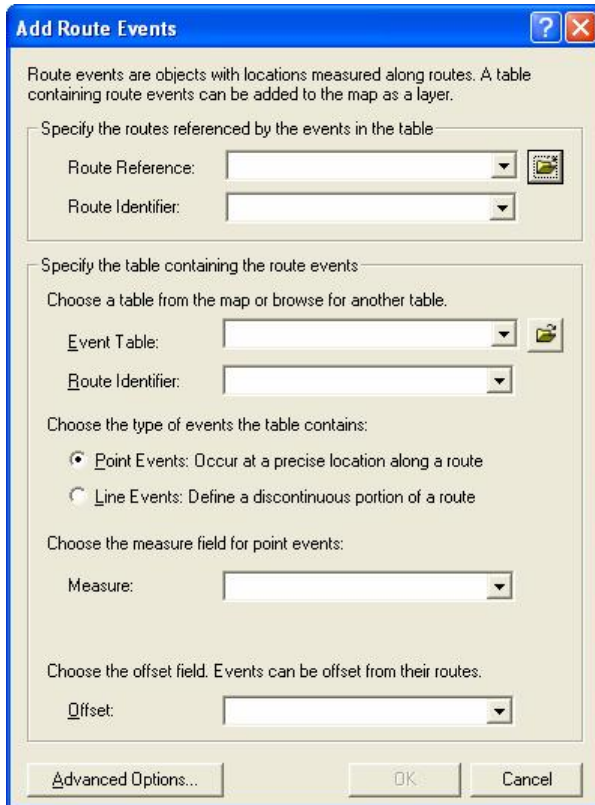 Add Route Events
Route events are objects with locations measured along routes. A table
containing route events can be added to the map as a layer.
Specify the routes referenced by the events in the table
Route Reference:
Route Identifier:
Specify the table containing the route events
Choose a table from the map or browse for another table.
Event Table:
Route Identifier:
Choose the type of events the table contains:
Point Events: Occur at a precise location along a route
Line Events: Define a discontinuous portion of a route
Choose the measure field for point events:
Measure:
Choose the offset field. Events can be offset from their routes.
Offset:
Advanced Options... OK Cancel